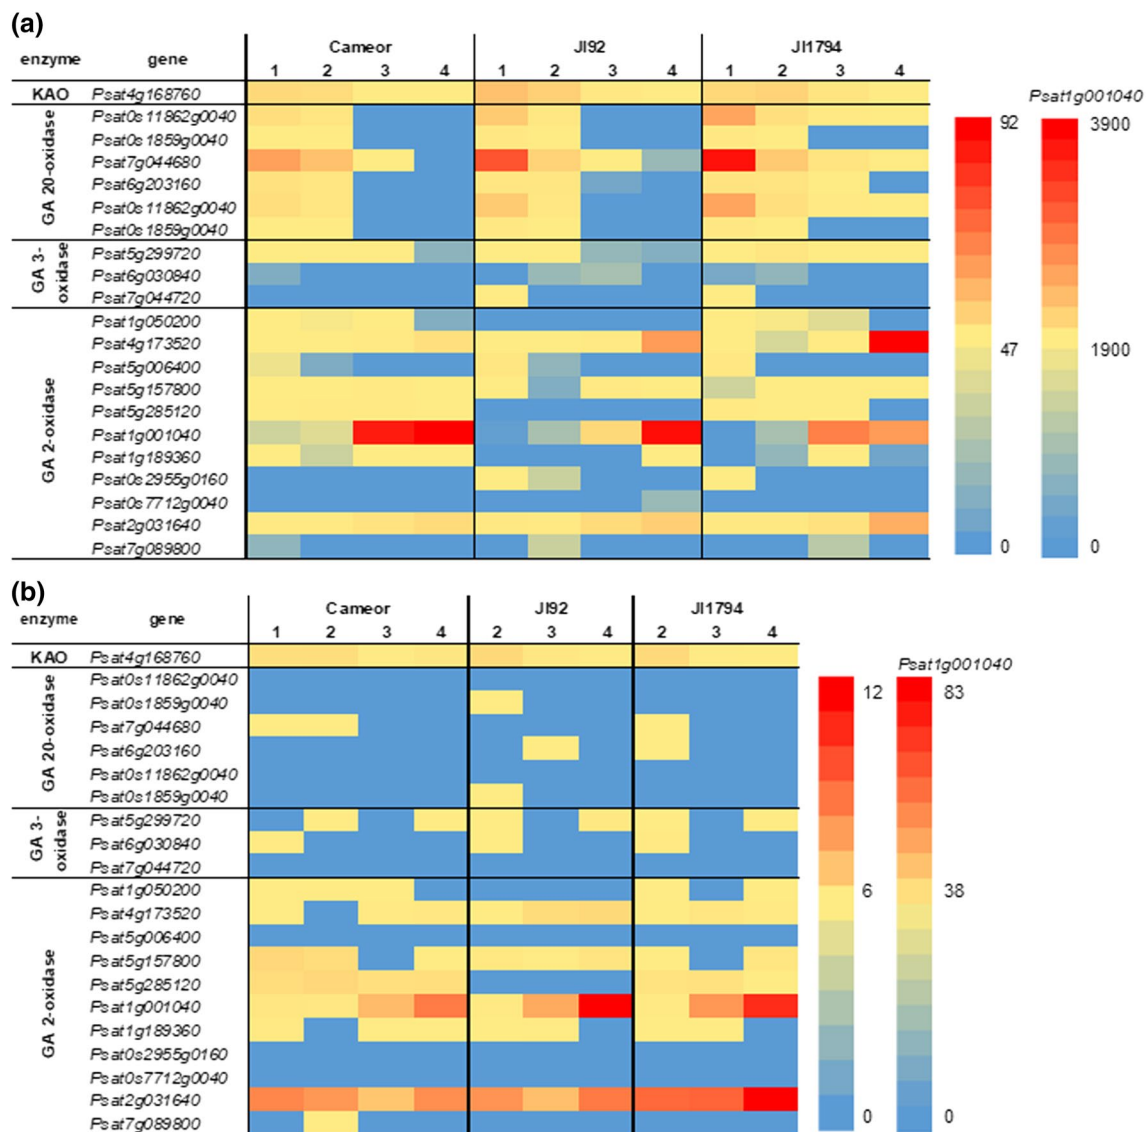 (a)
enzyme gene Cameor JI92 JI1794
1 2 3 4 1 2 3 4 1 2 3 4
KAO Psat4g168760
GA 20-oxidase
Psat0s11862g0040
Psat0s1859g0040
Psat7g044680
Psat6g203160
Psat0s11862g0040
Psat0s1859g0040
GA 3-
oxidase
Psat5g299720
Psat6g030840
Psat7g044720
GA 2-oxidase
Psat1g050200
Psat4g173520
Psat5g006400
Psat5g157800
Psat5g285120
Psat1g001040
Psat1g189360
Psat0s2955g0160
Psat0s7712g0040
Psat2g031640
Psat7g089800
Psat1g001040
92 3900
47 1900
0 0
(b)
enzyme gene Cameor JI92 JI1794
1 2 3 4 2 3 4 2 3 4
KAO Psat4g168760
GA 20-oxidase
Psat0s11862g0040
Psat0s1859g0040
Psat7g044680
Psat6g203160
Psat0s11862g0040
Psat0s1859g0040
GA 3-
oxidase
Psat5g299720
Psat6g030840
Psat7g044720
GA 2-oxidase
Psat1g050200
Psat4g173520
Psat5g006400
Psat5g157800
Psat5g285120
Psat1g001040
Psat1g189360
Psat0s2955g0160
Psat0s7712g0040
Psat2g031640
Psat7g089800
Psat1g001040
12 83
6 38
0 0